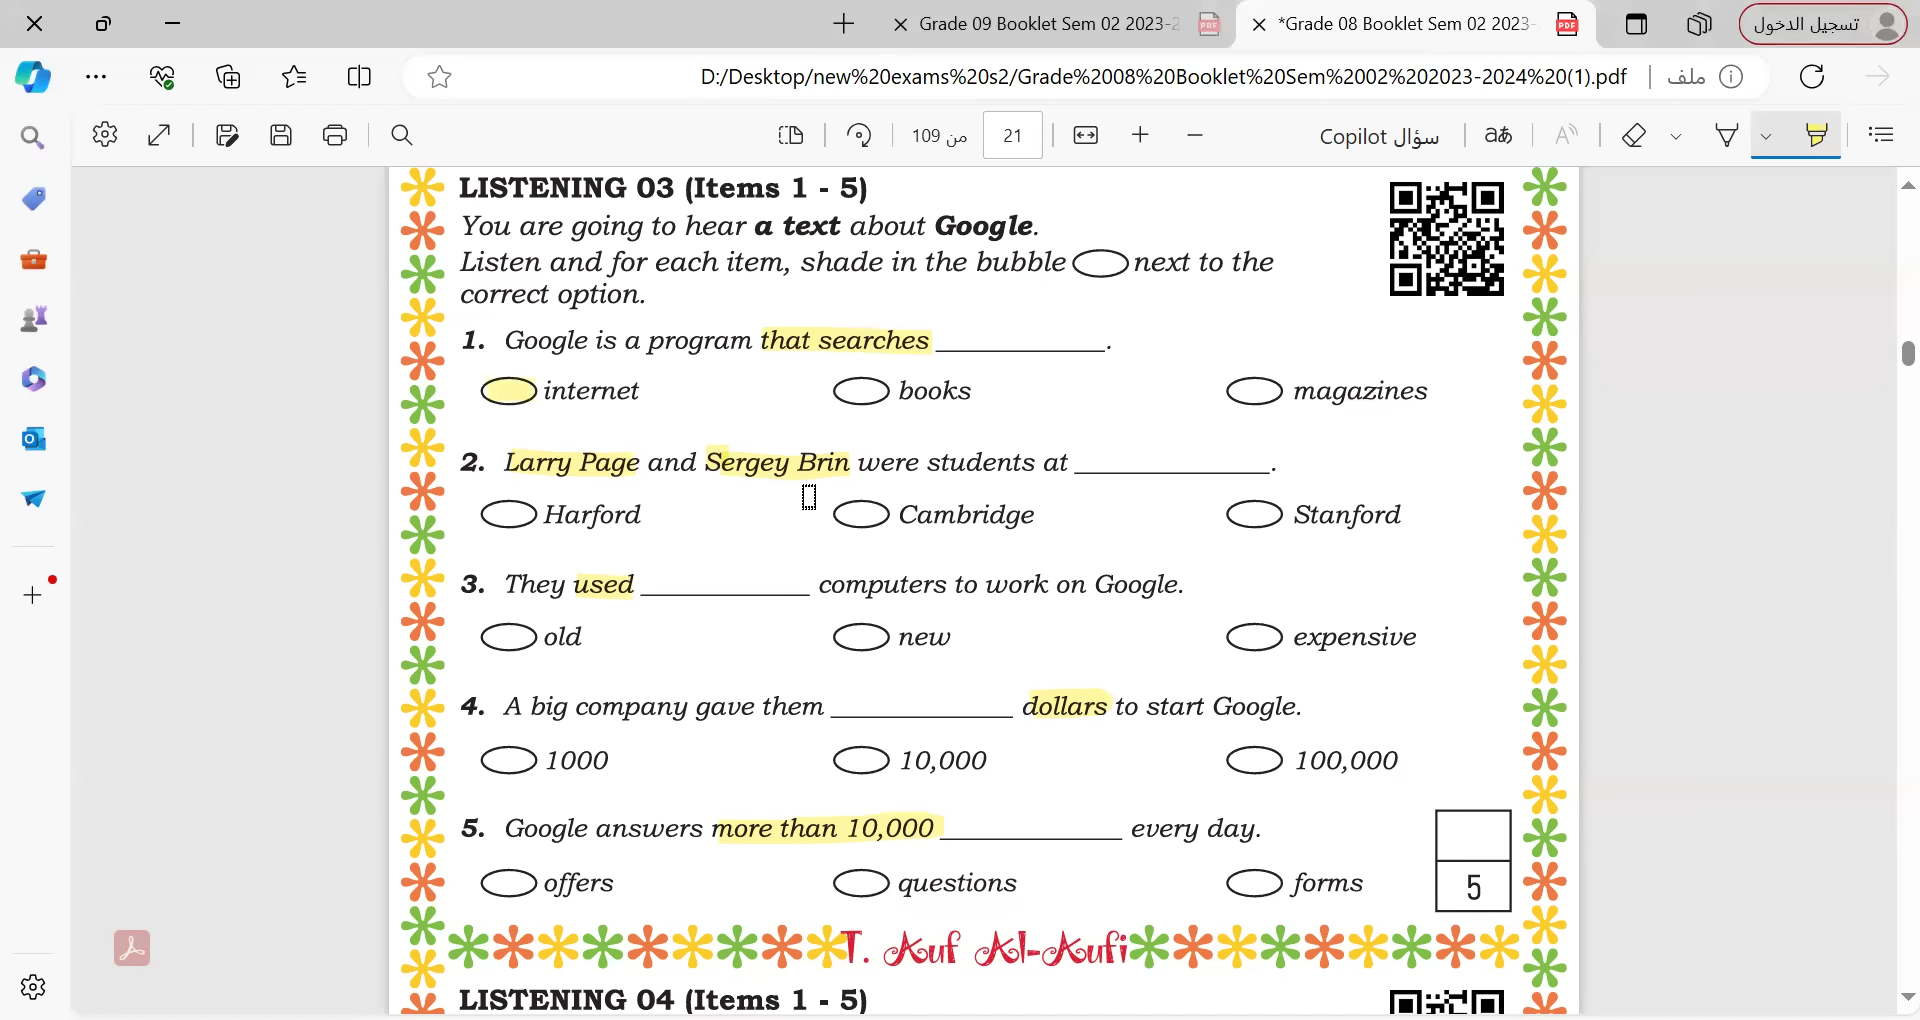 Grade 09 Booklet Sem 02 2023-2
*Grade 08 Booklet Sem 02 2023-
تسجيل الدخول
D:/Desktop/new%20exams%20s2/Grade%2008%20Booklet%20Sem%2002%202023-2024%20(1).pdf
ملف
21
من 109
سؤال Copilot
LISTENING 03 (Items 1 - 5)
You are going to hear a text about Google.
Listen and for each item, shade in the bubble next to the
correct option.
1. Google is a program that searches ____________.
internet books magazines
2. Larry Page and Sergey Brin were students at ______________.
Harford Cambridge Stanford
3. They used ____________ computers to work on Google.
old new expensive
4. A big company gave them _____________ dollars to start Google.
1000 10,000 100,000
5. Google answers more than 10,000 _____________ every day.
offers questions forms
5
T. Auf Al-Aufi
LISTENING 04 (Items 1 - 5)